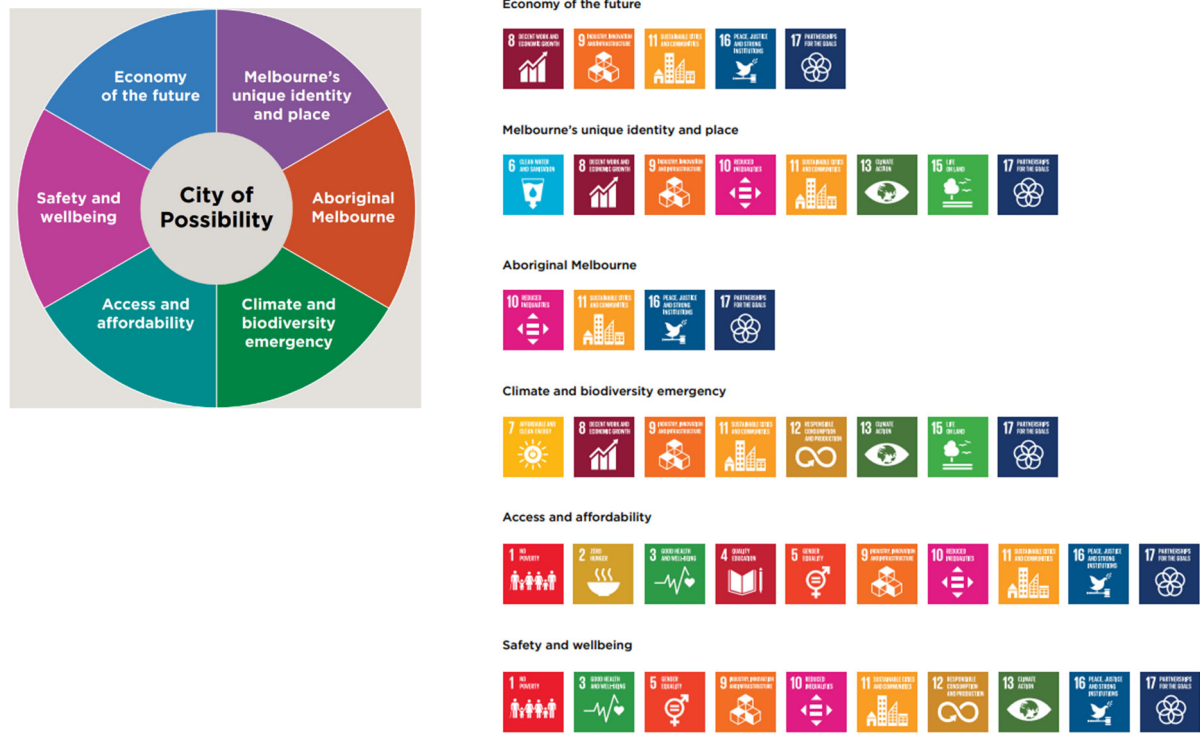 Economy
of the future
Melbourne's
unique identity
and place
Safety and
wellbeing
City of
Possibility
Aboriginal
Melbourne
Access and
affordability
Climate and
biodiversity
emergency
Economy of the future
8 DECENT WORK AND
ECONOMIC GROWTH
9 INDUSTRY, INNOVATION
AND INFRASTRUCTURE
11 SUSTAINABLE CITIES
AND COMMUNITIES
16 PEACE, JUSTICE
AND STRONG
INSTITUTIONS
17 PARTNERSHIPS
FOR THE GOALS
Melbourne's unique identity and place
6 CLEAN WATER
AND SANITATION
8 DECENT WORK AND
ECONOMIC GROWTH
9 INDUSTRY, INNOVATION
AND INFRASTRUCTURE
10 REDUCED
INEQUALITIES
11 SUSTAINABLE CITIES
AND COMMUNITIES
13 CLIMATE
ACTION
15 LIFE
ON LAND
17 PARTNERSHIPS
FOR THE GOALS
Aboriginal Melbourne
10 REDUCED
INEQUALITIES
11 SUSTAINABLE CITIES
AND COMMUNITIES
16 PEACE, JUSTICE
AND STRONG
INSTITUTIONS
17 PARTNERSHIPS
FOR THE GOALS
Climate and biodiversity emergency
7 AFFORDABLE AND
CLEAN ENERGY
8 DECENT WORK AND
ECONOMIC GROWTH
9 INDUSTRY, INNOVATION
AND INFRASTRUCTURE
11 SUSTAINABLE CITIES
AND COMMUNITIES
12 RESPONSIBLE
CONSUMPTION
AND PRODUCTION
13 CLIMATE
ACTION
15 LIFE
ON LAND
17 PARTNERSHIPS
FOR THE GOALS
Access and affordability
1 NO
POVERTY
2 ZERO
HUNGER
3 GOOD HEALTH
AND WELL-BEING
4 QUALITY
EDUCATION
5 GENDER
EQUALITY
9 INDUSTRY, INNOVATION
AND INFRASTRUCTURE
10 REDUCED
INEQUALITIES
11 SUSTAINABLE CITIES
AND COMMUNITIES
16 PEACE, JUSTICE
AND STRONG
INSTITUTIONS
17 PARTNERSHIPS
FOR THE GOALS
Safety and wellbeing
1 NO
POVERTY
3 GOOD HEALTH
AND WELL-BEING
5 GENDER
EQUALITY
9 INDUSTRY, INNOVATION
AND INFRASTRUCTURE
10 REDUCED
INEQUALITIES
11 SUSTAINABLE CITIES
AND COMMUNITIES
12 RESPONSIBLE
CONSUMPTION
AND PRODUCTION
13 CLIMATE
ACTION
16 PEACE, JUSTICE
AND STRONG
INSTITUTIONS
17 PARTNERSHIPS
FOR THE GOALS